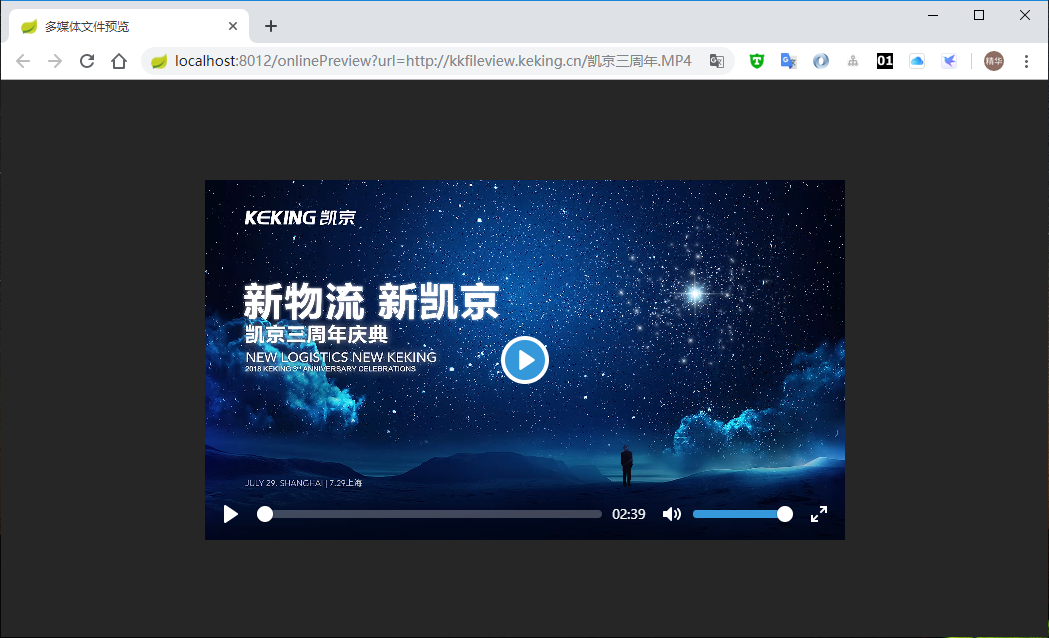 多媒体文件预览
localhost:8012/onlinePreview?url=http://kkfileview.keking.cn/凯京三周年.MP4
01
精华
KEKING 凯京
新物流 新凯京
凯京三周年庆典
NEW LOGISTICS NEW KEKING
2018 KEKING 3rd ANNIVERSARY CELEBRATIONS
JULY 29. SHANGHAI | 7.29上海
02:39